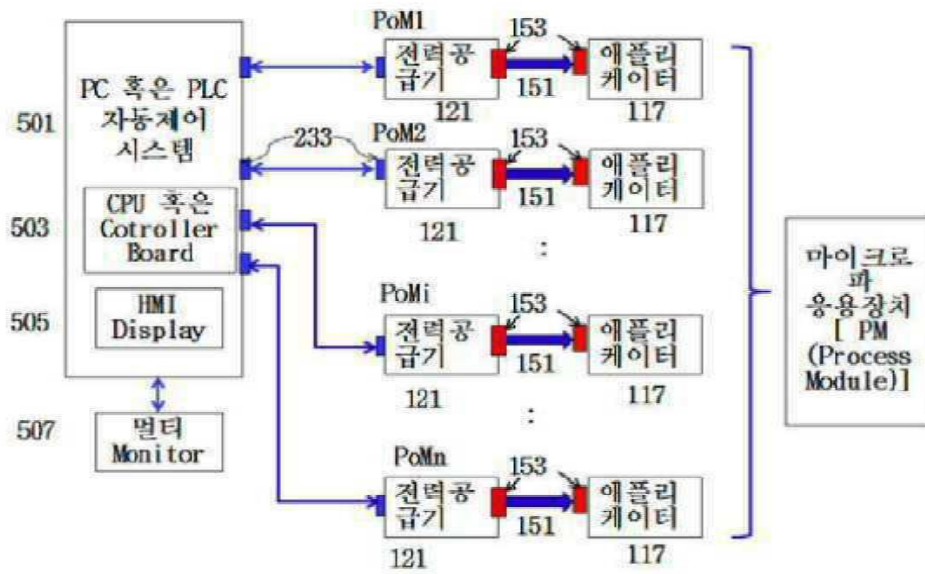 PoM1
153
전력공
급기
애플리
케이터
151
121
117
PC 혹은 PLC
자동제어
시스템
501
233
PoM2
153
전력공
급기
애플리
케이터
151
121
117
:
503
CPU 혹은
Cotroller
Board
505
HMI
Display
PoMi
153
전력공
급기
애플리
케이터
151
121
117
:
507
멀티
Monitor
PoMn
153
전력공
급기
애플리
케이터
151
121
117
마이크로
파
응용장치
[ PM
(Process
Module)]